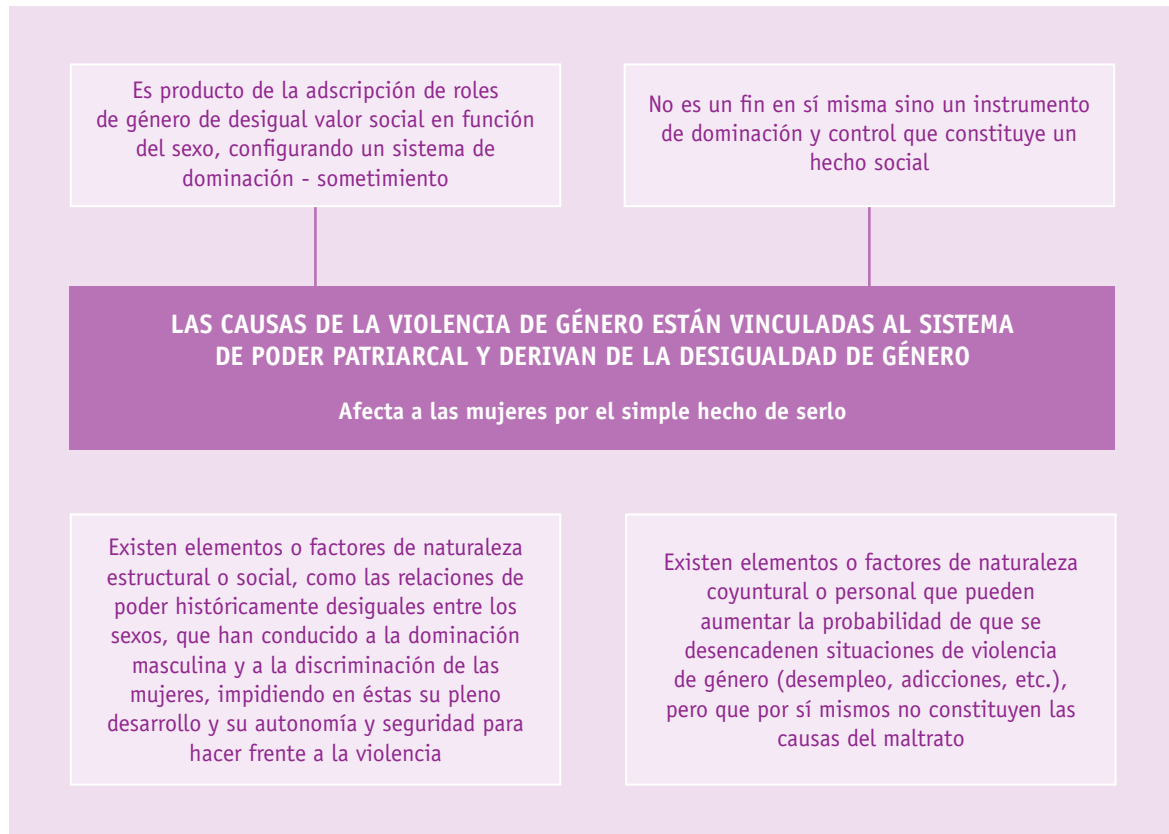 Es producto de la adscripción de roles
de género de desigual valor social en función
del sexo, configurando un sistema de
dominación - sometimiento
No es un fin en sí misma sino un instrumento
de dominación y control que constituye un
hecho social
LAS CAUSAS DE LA VIOLENCIA DE GÉNERO ESTÁN VINCULADAS AL SISTEMA
DE PODER PATRIARCAL Y DERIVAN DE LA DESIGUALDAD DE GÉNERO
Afecta a las mujeres por el simple hecho de serlo
Existen elementos o factores de naturaleza
estructural o social, como las relaciones de
poder históricamente desiguales entre los
sexos, que han conducido a la dominación
masculina y a la discriminación de las
mujeres, impidiendo en éstas su pleno
desarrollo y su autonomía y seguridad para
hacer frente a la violencia
Existen elementos o factores de naturaleza
coyuntural o personal que pueden
aumentar la probabilidad de que se
desencadenen situaciones de violencia
de género (desempleo, adicciones, etc.),
pero que por sí mismos no constituyen las
causas del maltrato